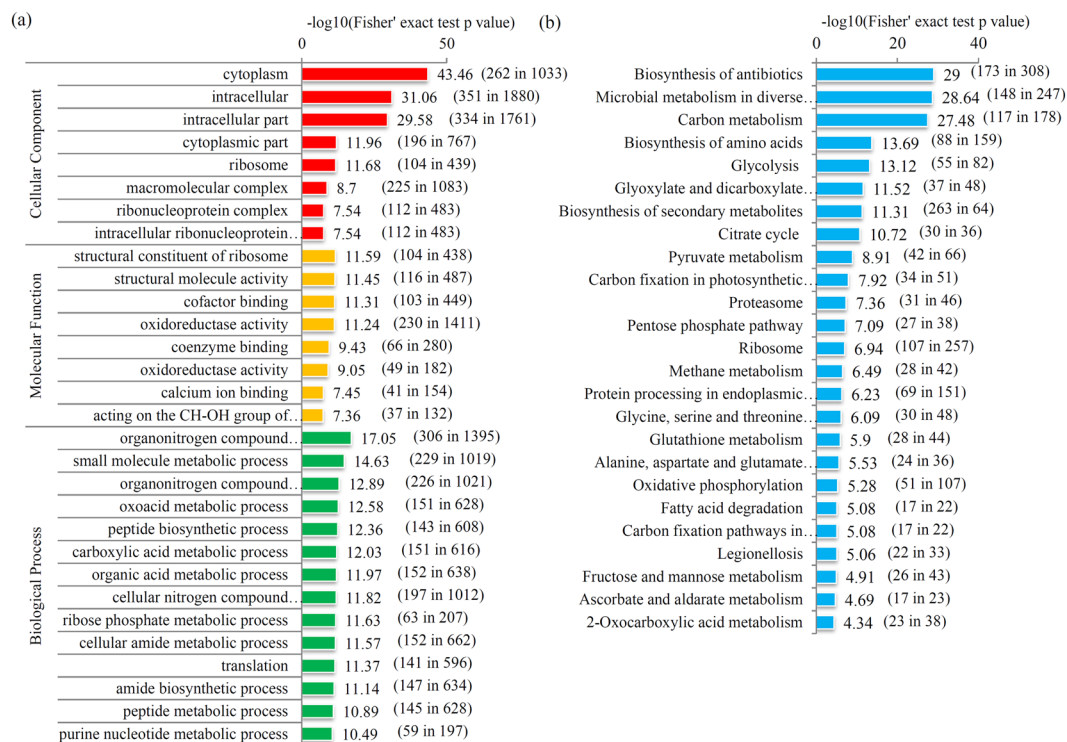 (a)
-log10(Fisher' exact test p value)
0 50
Cellular Component
cytoplasm 43.46 (262 in 1033)
intracellular 31.06 (351 in 1880)
intracellular part 29.58 (334 in 1761)
cytoplasmic part 11.96 (196 in 767)
ribosome 11.68 (104 in 439)
macromolecular complex 8.7 (225 in 1083)
ribonucleoprotein complex 7.54 (112 in 483)
intracellular ribonucleoprotein… 7.54 (112 in 483)
Molecular Function
structural constituent of ribosome 11.59 (104 in 438)
structural molecule activity 11.45 (116 in 487)
cofactor binding 11.31 (103 in 449)
oxidoreductase activity 11.24 (230 in 1411)
coenzyme binding 9.43 (66 in 280)
oxidoreductase activity 9.05 (49 in 182)
calcium ion binding 7.45 (41 in 154)
acting on the CH-OH group of… 7.36 (37 in 132)
Biological Process
organonitrogen compound… 17.05 (306 in 1395)
small molecule metabolic process 14.63 (229 in 1019)
organonitrogen compound… 12.89 (226 in 1021)
oxoacid metabolic process 12.58 (151 in 628)
peptide biosynthetic process 12.36 (143 in 608)
carboxylic acid metabolic process 12.03 (151 in 616)
organic acid metabolic process 11.97 (152 in 638)
cellular nitrogen compound… 11.82 (197 in 1012)
ribose phosphate metabolic process 11.63 (63 in 207)
cellular amide metabolic process 11.57 (152 in 662)
translation 11.37 (141 in 596)
amide biosynthetic process 11.14 (147 in 634)
peptide metabolic process 10.89 (145 in 628)
purine nucleotide metabolic process 10.49 (59 in 197)
(b)
-log10(Fisher' exact test p value)
0 20 40
Biosynthesis of antibiotics 29 (173 in 308)
Microbial metabolism in diverse… 28.64 (148 in 247)
Carbon metabolism 27.48 (117 in 178)
Biosynthesis of amino acids 13.69 (88 in 159)
Glycolysis 13.12 (55 in 82)
Glyoxylate and dicarboxylate… 11.52 (37 in 48)
Biosynthesis of secondary metabolites 11.31 (263 in 64)
Citrate cycle 10.72 (30 in 36)
Pyruvate metabolism 8.91 (42 in 66)
Carbon fixation in photosynthetic… 7.92 (34 in 51)
Proteasome 7.36 (31 in 46)
Pentose phosphate pathway 7.09 (27 in 38)
Ribosome 6.94 (107 in 257)
Methane metabolism 6.49 (28 in 42)
Protein processing in endoplasmic… 6.23 (69 in 151)
Glycine, serine and threonine… 6.09 (30 in 48)
Glutathione metabolism 5.9 (28 in 44)
Alanine, aspartate and glutamate… 5.53 (24 in 36)
Oxidative phosphorylation 5.28 (51 in 107)
Fatty acid degradation 5.08 (17 in 22)
Carbon fixation pathways in… 5.08 (17 in 22)
Legionellosis 5.06 (22 in 33)
Fructose and mannose metabolism 4.91 (26 in 43)
Ascorbate and aldarate metabolism 4.69 (17 in 23)
2-Oxocarboxylic acid metabolism 4.34 (23 in 38)